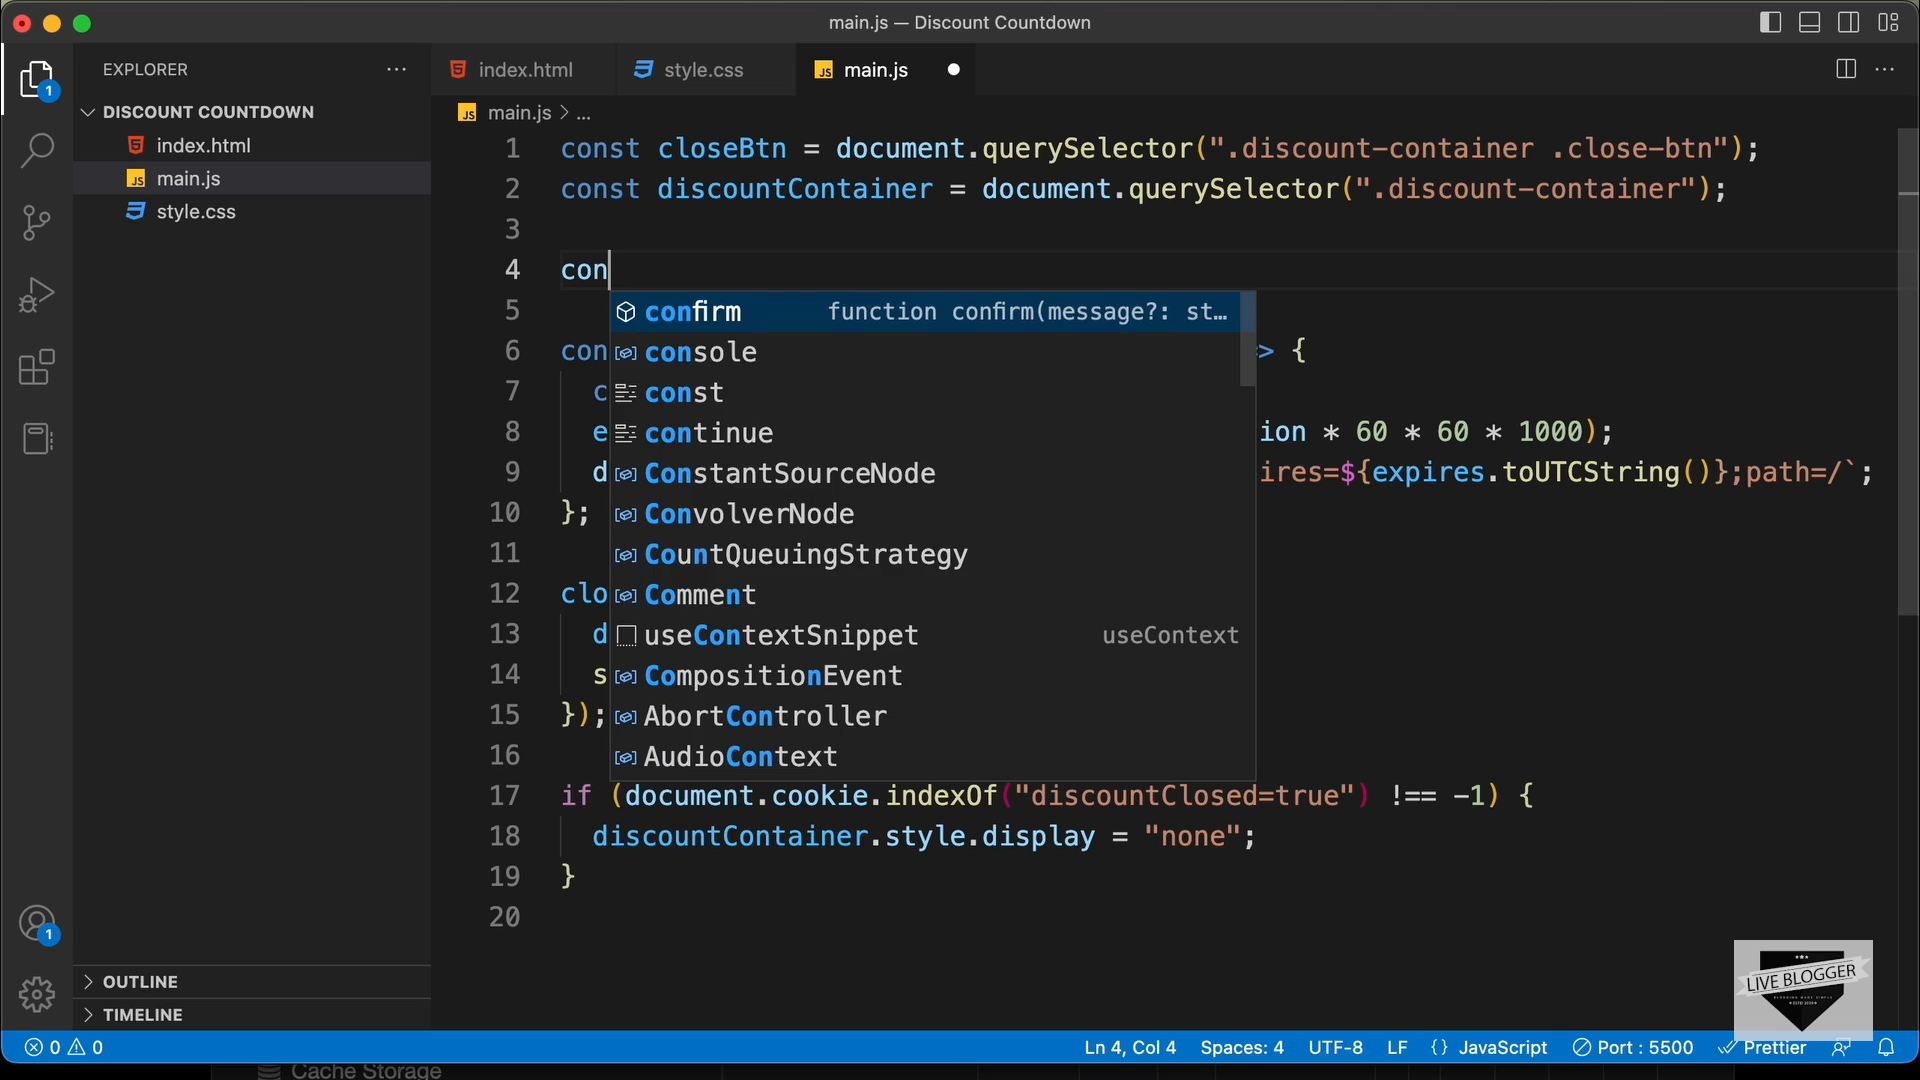 main.js — Discount Countdown
EXPLORER
index.html
style.css
main.js
DISCOUNT COUNTDOWN
index.html
main.js
style.css
main.js > ...
1 const closeBtn = document.querySelector(".discount-container .close-btn");
2 const discountContainer = document.querySelector(".discount-container");
3
4 con
5
6 con > {
7 c
8 e ion * 60 * 60 * 1000);
9 d ires=${expires.toUTCString()};path=/`;
10 };
11
12 clo
13 d
14 s
15 });
16
17 if (document.cookie.indexOf("discountClosed=true") !== -1) {
18 discountContainer.style.display = "none";
19 }
20
confirm function confirm(message?: st…
console
const
continue
ConstantSourceNode
ConvolverNode
CountQueuingStrategy
Comment
useContextSnippet useContext
CompositionEvent
AbortController
AudioContext
1
1
OUTLINE
TIMELINE
LIVE BLOGGER
0 0
Ln 4, Col 4 Spaces: 4 UTF-8 LF {} JavaScript Port : 5500 Prettier
Cache Storage